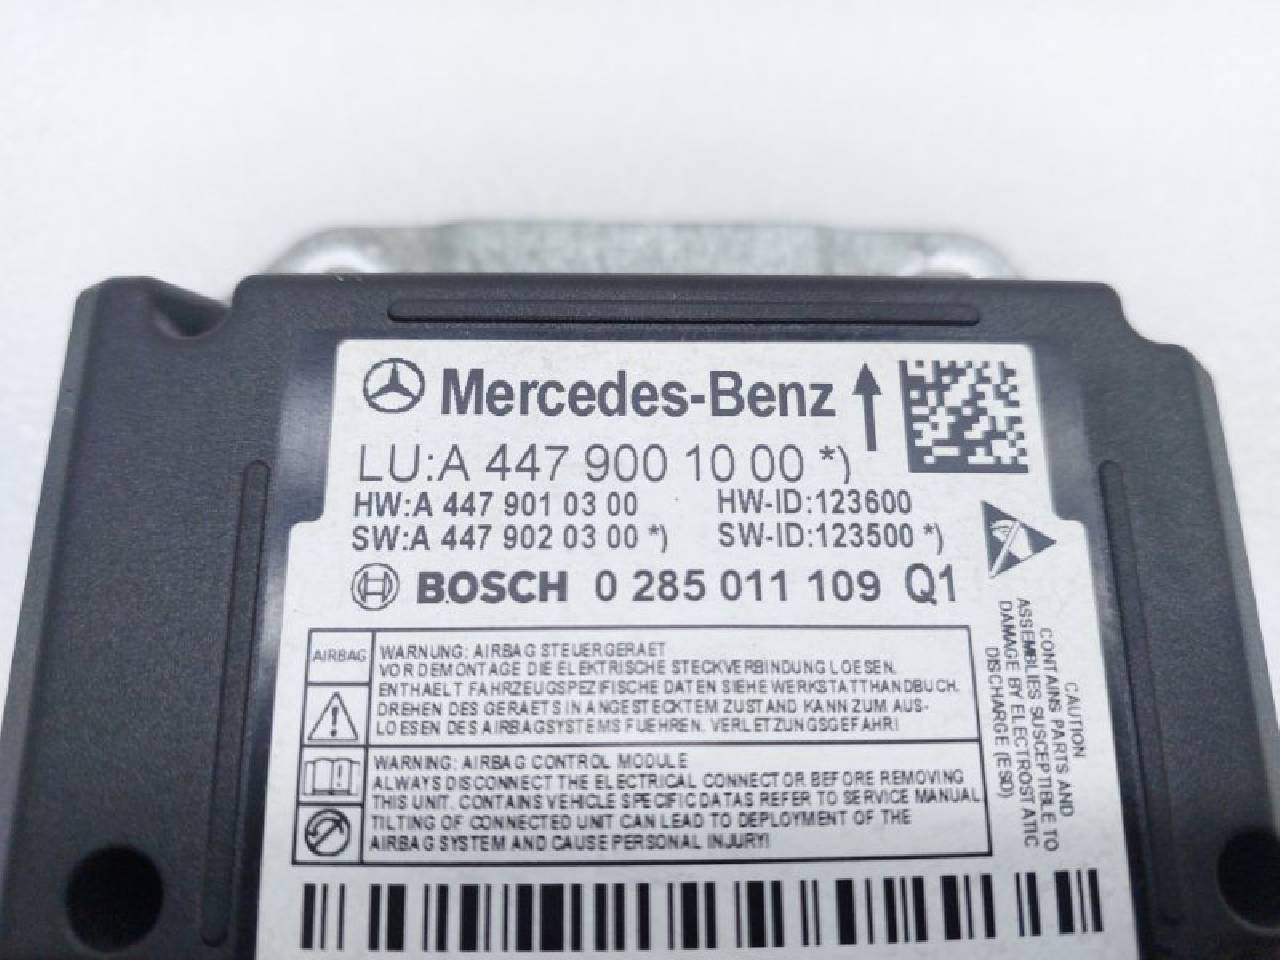 Mercedes-Benz
LU:A 447 900 10 00 *)
HW:A 447 901 03 00 HW-ID:123600
SW:A 447 902 03 00 *) SW-ID:123500 *)
BOSCH 0 285 011 109 Q1
AIRBAG
WARNUNG: AIRBAG STEUERGERAET
VOR DEMONTAGE DIE ELEKTRISCHE STECKVERBINDUNG LOESEN.
ENTHAELT FAHRZEUGSPEZIFISCHE DATEN SIEHE WERKSTATTHANDBUCH.
DREHEN DES GERAETS IN ANGESTECKTEM ZUSTAND KANN ZUM AUS-
LOESEN DES AIRBAGSYSTEMS FUEHREN. VERLETZUNGSGEFAHR!
WARNING: AIRBAG CONTROL MODULE
ALWAYS DISCONNECT THE ELECTRICAL CONNECTOR BEFORE REMOVING
THIS UNIT. CONTAINS VEHICLE SPECIFIC DATAS REFER TO SERVICE MANUAL
TILTING OF CONNECTED UNIT CAN LEAD TO DEPLOYMENT OF THE
AIRBAG SYSTEM AND CAUSE PERSONAL INJURY!
CAUTION
CONTAINS PARTS AND
ASSEMBLIES SUSCEPTIBLE TO
DAMAGE BY ELECTROSTATIC
DISCHARGE (ESD)